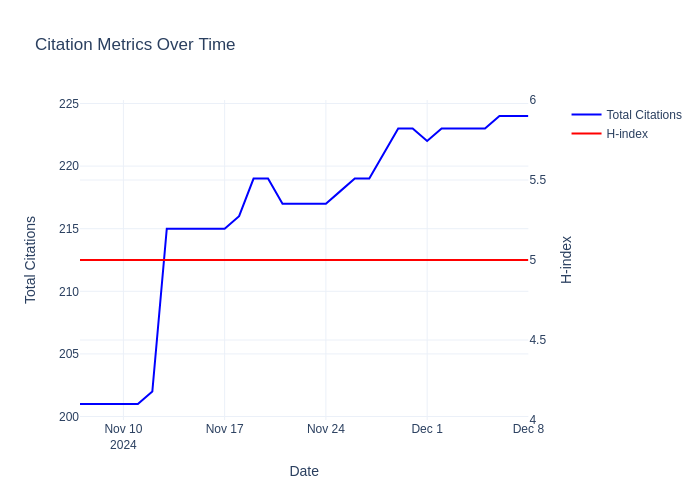 Citation Metrics Over Time
Total Citations
H-index
225
220
215
210
205
200
6
5.5
5
4.5
4
Total Citations
H-index
Nov 10
2024
Nov 17
Nov 24
Dec 1
Dec 8
Date